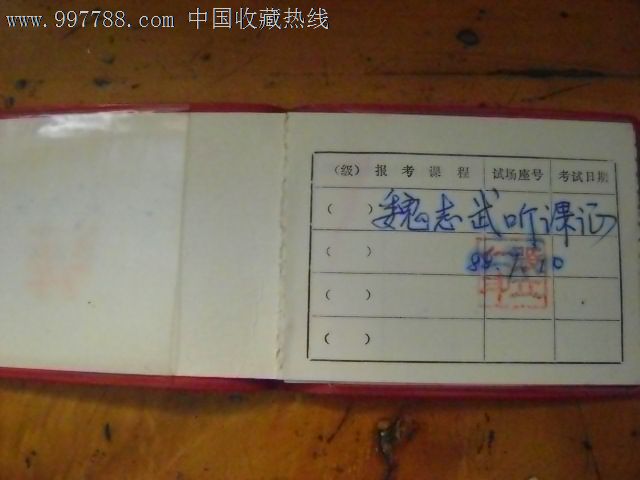 www.997788.com 中国收藏热线
（级）报考课程 试场座号 考试日期
（ ） 魏志武听课证
（ ）
（ ）
（ ）